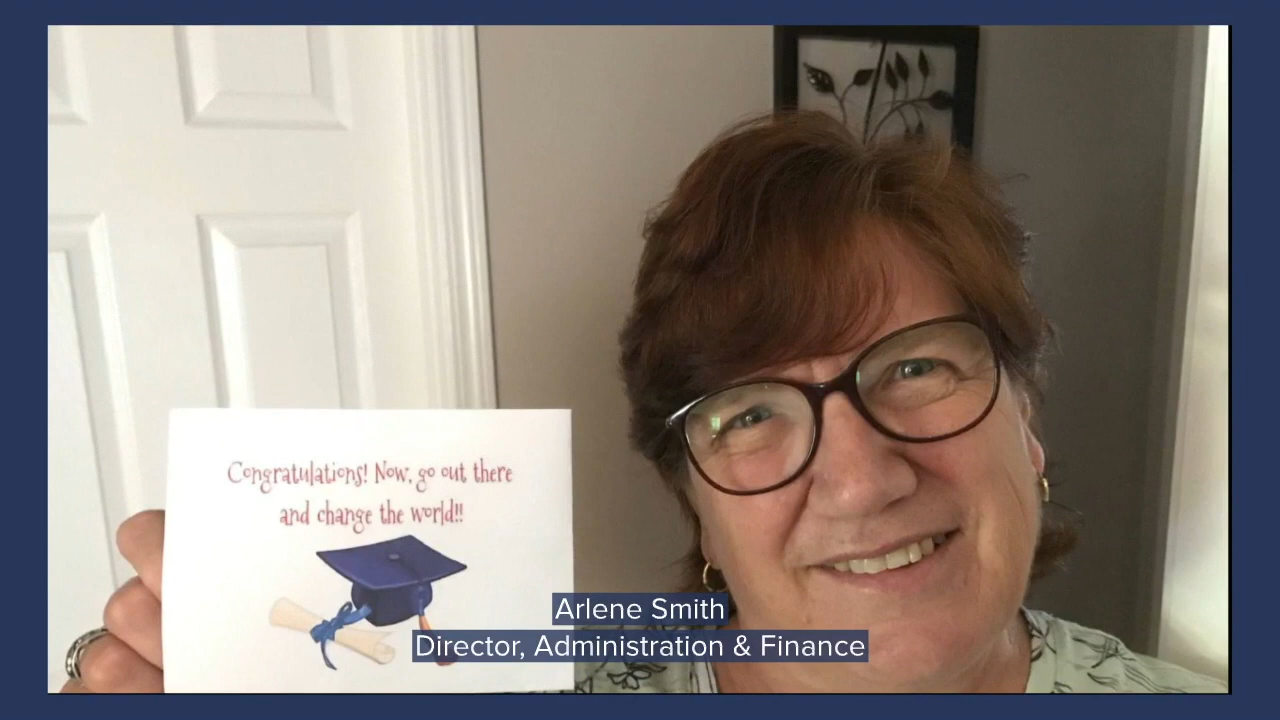 Congratulations! Now, go out there
and change the world!!
Arlene Smith
Director, Administration & Finance